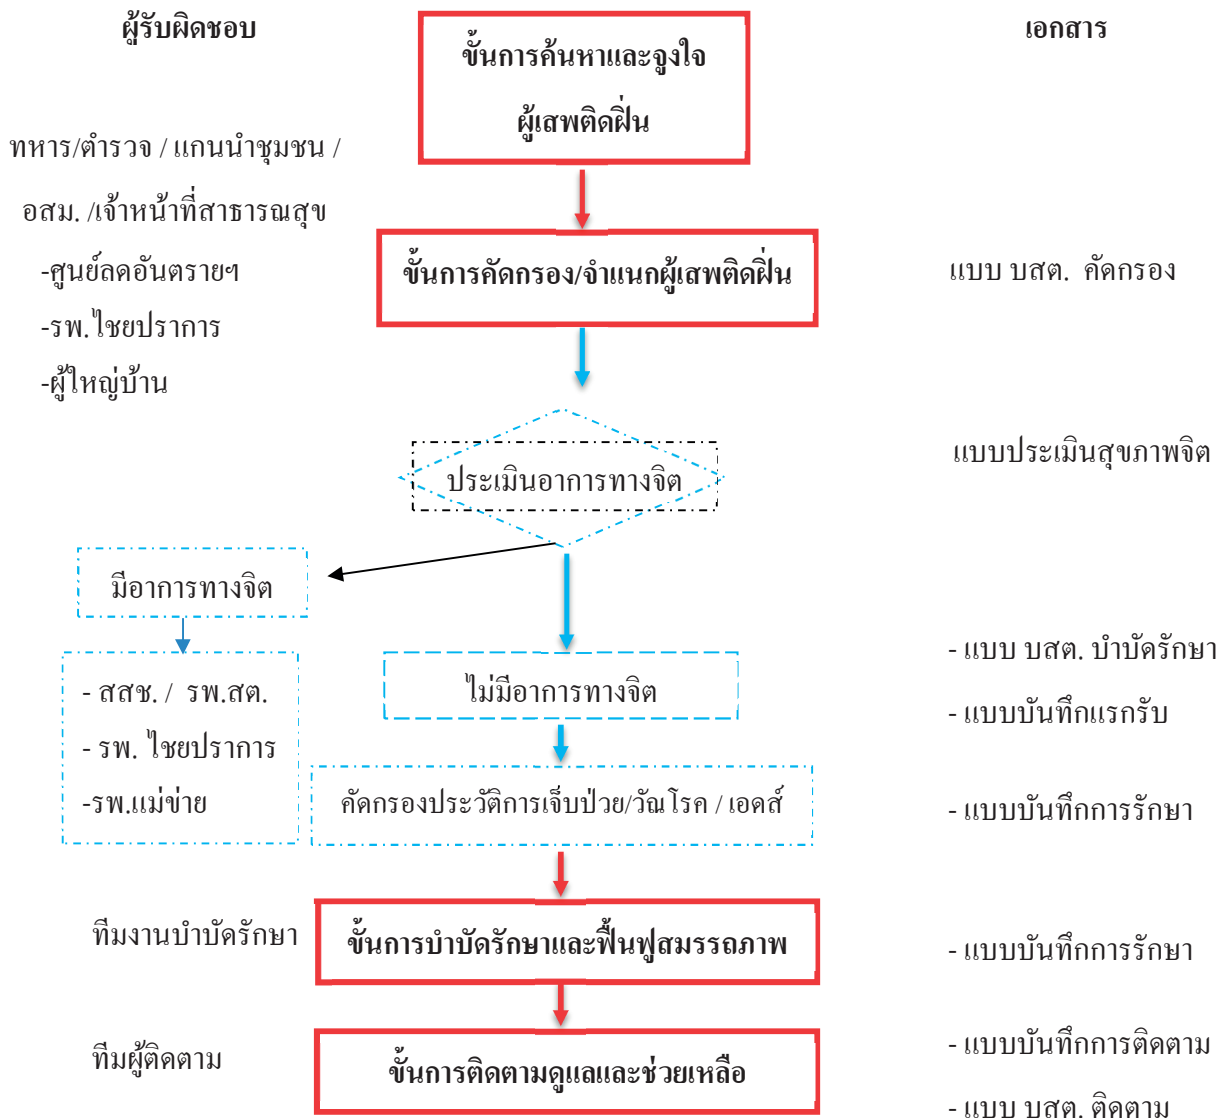 ผู้รับผิดชอบ
เอกสาร
ขั้นการค้นหาและจูงใจ
ผู้เสพติดฝิ่น
ทหาร/ตำรวจ / แกนนำชุมชน /
อสม. /เจ้าหน้าที่สาธารณสุข
-ศูนย์ลดอันตรายฯ
-รพ.ไชยปราการ
-ผู้ใหญ่บ้าน
ขั้นการคัดกรอง/จำแนกผู้เสพติดฝิ่น
แบบ บสต. คัดกรอง
ประเมินอาการทางจิต
แบบประเมินสุขภาพจิต
มีอาการทางจิต
- สสช. / รพ.สต.
- รพ. ไชยปราการ
-รพ.แม่ข่าย
ไม่มีอาการทางจิต
- แบบ บสต. บำบัดรักษา
- แบบบันทึกแรกรับ
คัดกรองประวัติการเจ็บป่วย/วัณโรค / เอดส์
- แบบบันทึกการรักษา
ทีมงานบำบัดรักษา
ขั้นการบำบัดรักษาและฟื้นฟูสมรรถภาพ
- แบบบันทึกการรักษา
ทีมผู้ติดตาม
ขั้นการติดตามดูแลและช่วยเหลือ
- แบบบันทึกการติดตาม
- แบบ บสต. ติดตาม